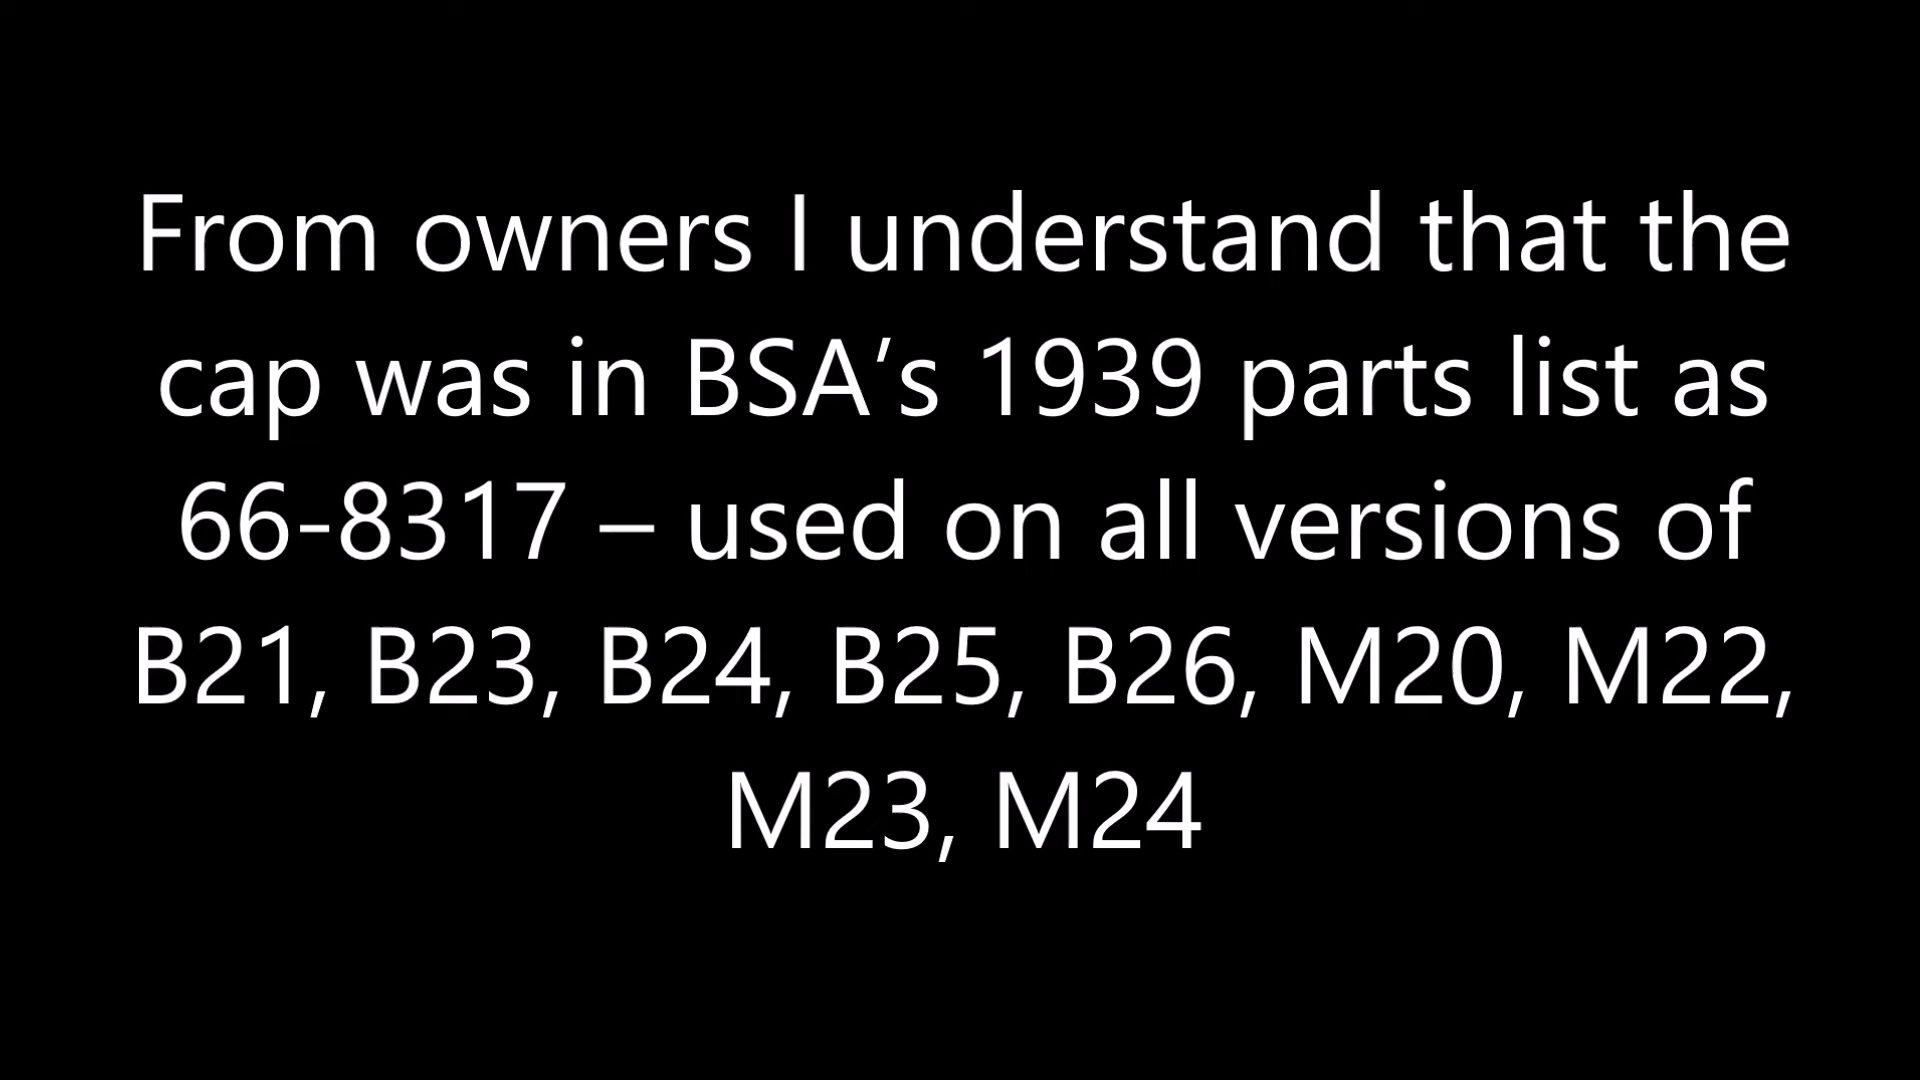 From owners I understand that the
cap was in BSA’s 1939 parts list as
66-8317 – used on all versions of
B21, B23, B24, B25, B26, M20, M22,
M23, M24